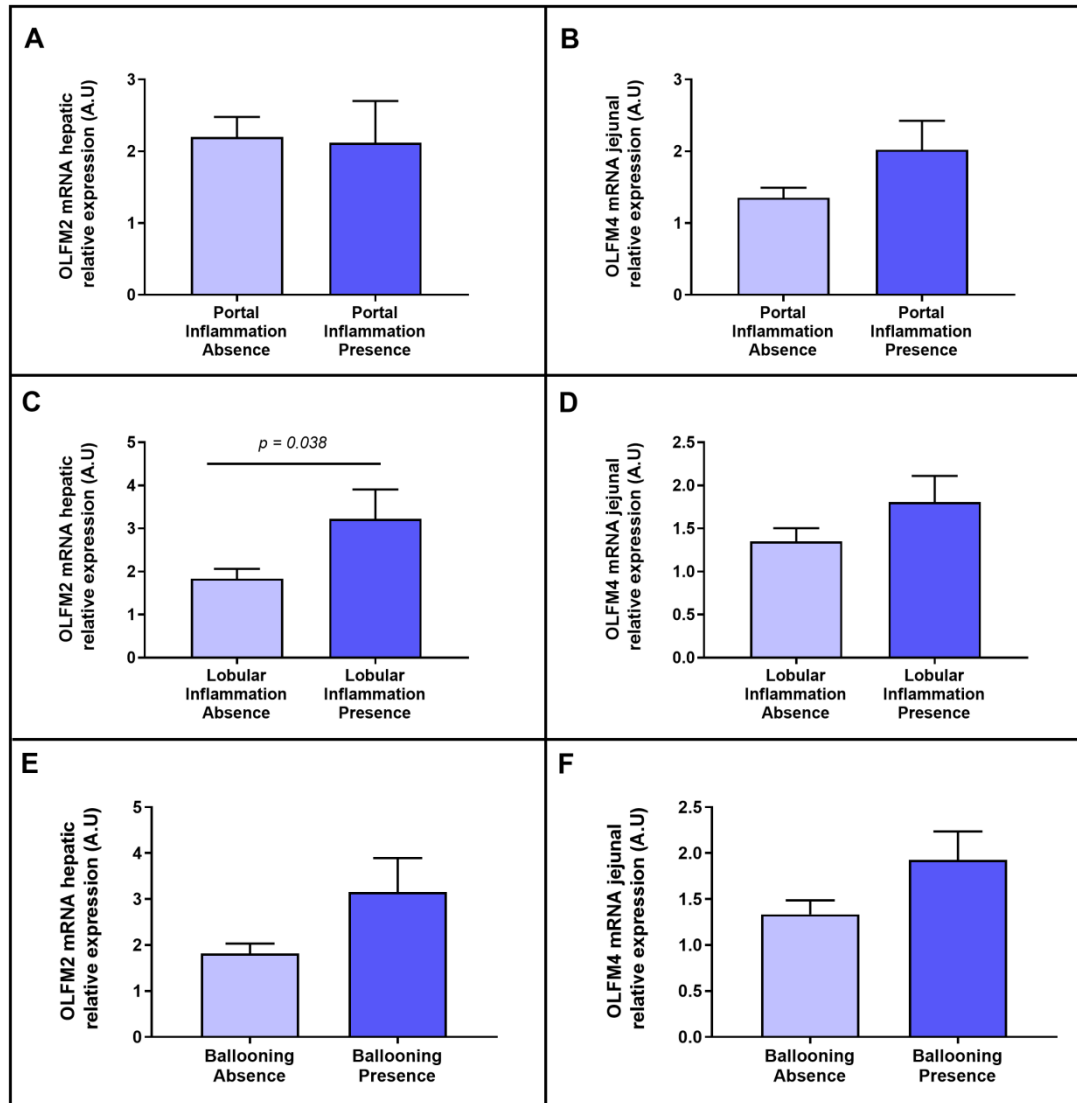 A
OLFM2 mRNA hepatic
relative expression (A.U)
3
2
1
0
Portal
Inflammation
Absence
Portal
Inflammation
Presence
B
OLFM4 mRNA jejunal
relative expression (A.U)
3
2
1
0
Portal
Inflammation
Absence
Portal
Inflammation
Presence
C
OLFM2 mRNA hepatic
relative expression (A.U)
5
4
3
2
1
0
p = 0.038
Lobular
Inflammation
Absence
Lobular
Inflammation
Presence
D
OLFM4 mRNA jejunal
relative expression (A.U)
2.5
2.0
1.5
1.0
0.5
0.0
Lobular
Inflammation
Absence
Lobular
Inflammation
Presence
E
OLFM2 mRNA hepatic
relative expression (A.U)
5
4
3
2
1
0
Ballooning
Absence
Ballooning
Presence
F
OLFM4 mRNA jejunal
relative expression (A.U)
2.5
2.0
1.5
1.0
0.5
0.0
Ballooning
Absence
Ballooning
Presence